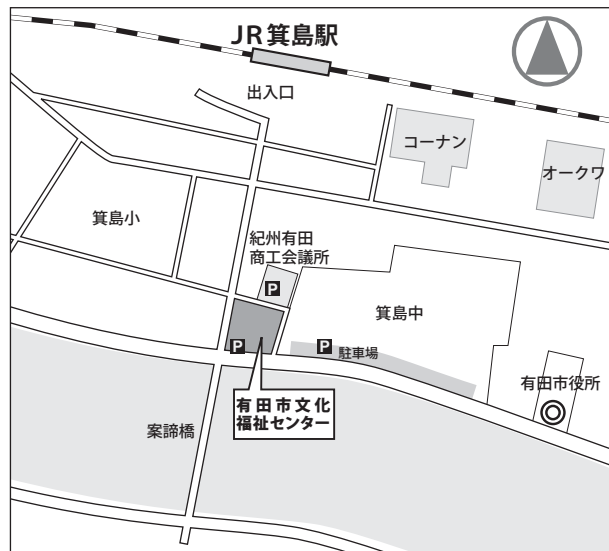 JR箕島駅
出入口
コーナン
オークワ
箕島小
紀州有田
商工会議所
P
箕島中
P
P
駐車場
有田市役所
有田市文化
福祉センター
案諦橋